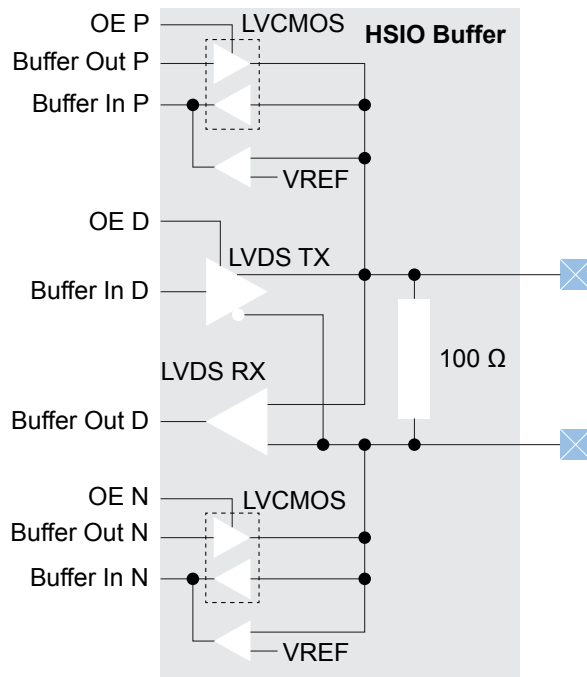 OE P
LVCMOS
HSIO Buffer
Buffer Out P
Buffer In P
VREF
OE D
LVDS TX
Buffer In D
100 Ω
LVDS RX
Buffer Out D
OE N
LVCMOS
Buffer Out N
Buffer In N
VREF